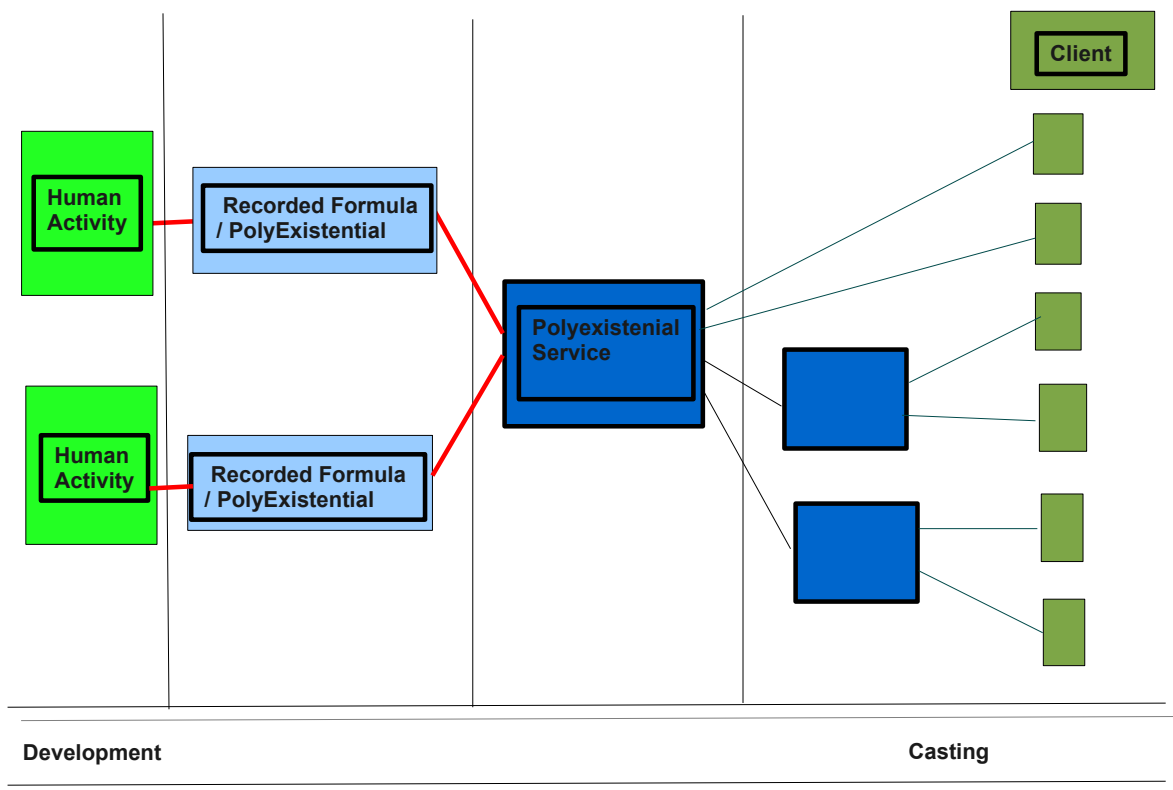 Client
Human
Activity
Recorded Formula
/ PolyExistential
Polyexistenial
Service
Human
Activity
Recorded Formula
/ PolyExistential
Development
Casting